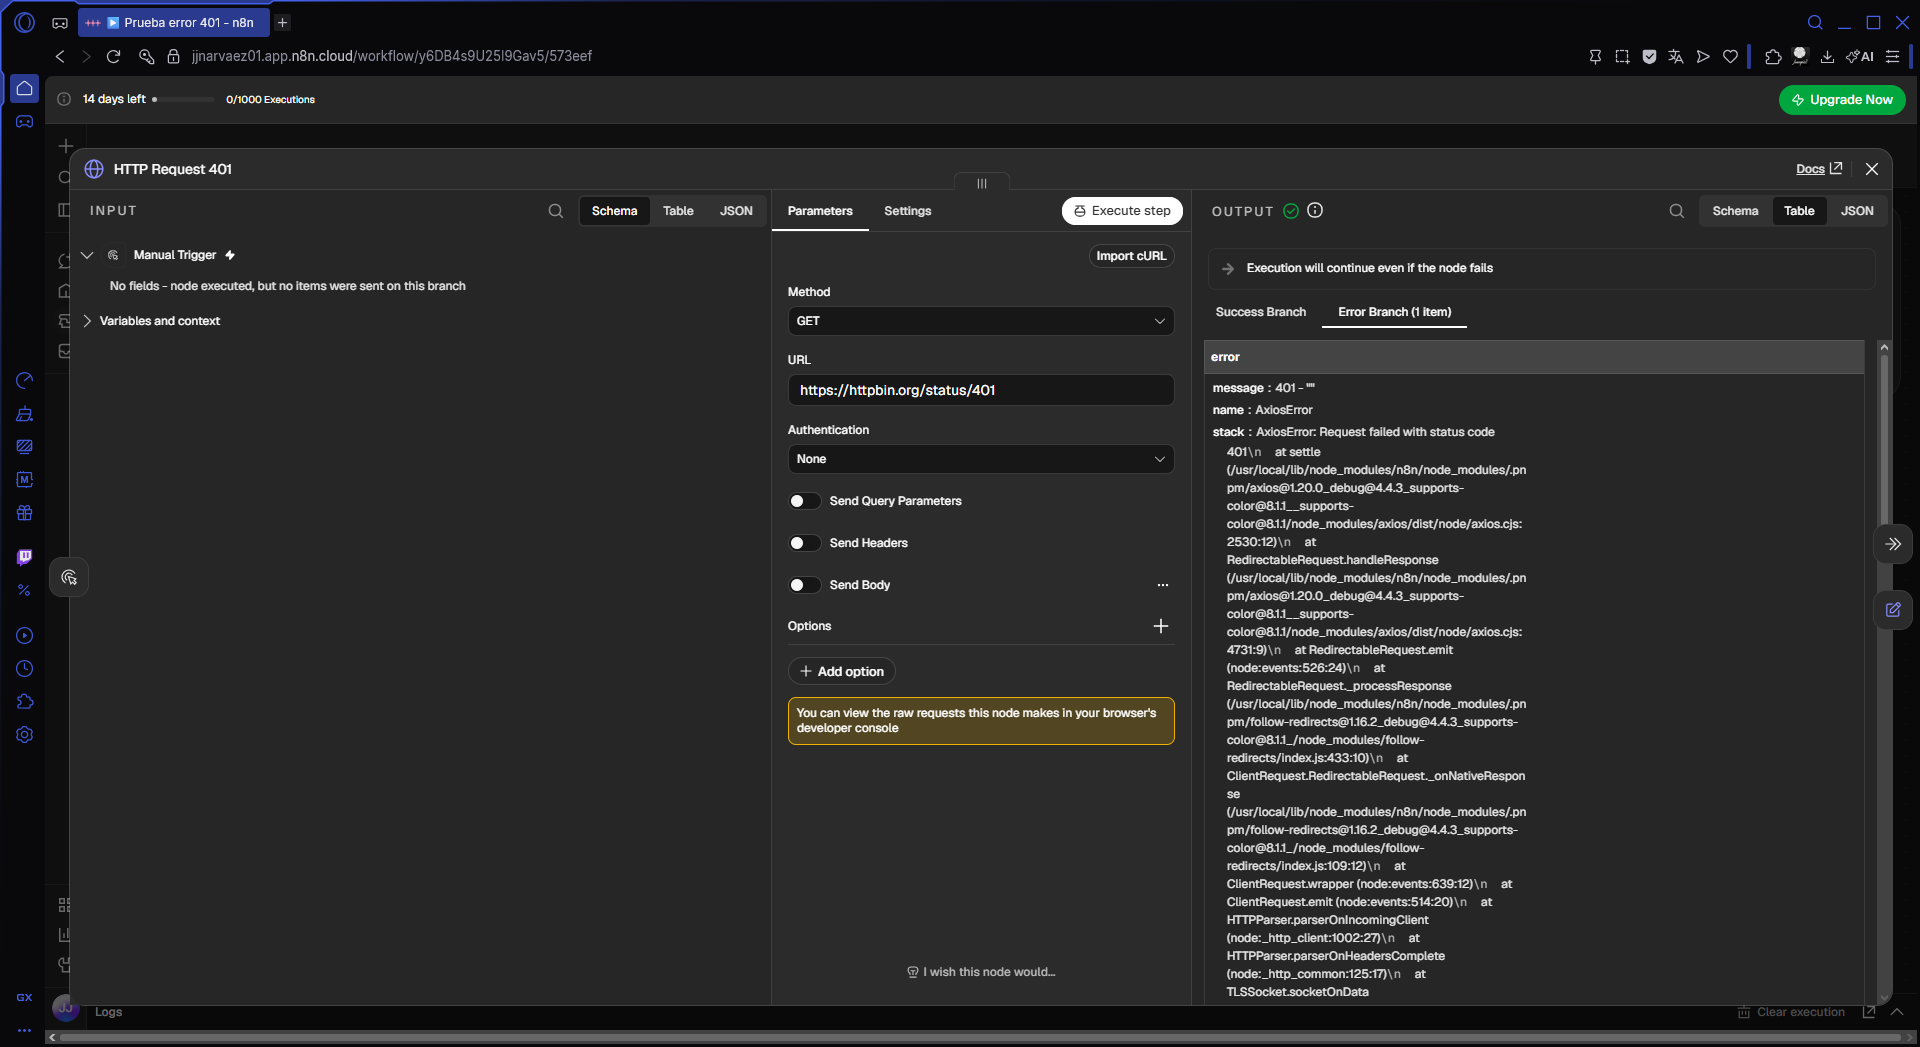 Prueba error 401 - n8n
jjnarvaez01.app.n8n.cloud/workflow/y6DB4s9U25I9Gav5/573eef
AI
14 days left
0/1000 Executions
Upgrade Now
HTTP Request 401
Docs
INPUT
Schema
Table
JSON
Parameters
Settings
Execute step
OUTPUT
Schema
Table
JSON
Manual Trigger
No fields - node executed, but no items were sent on this branch
Variables and context
Import cURL
Method
GET
URL
https://httpbin.org/status/401
Authentication
None
Send Query Parameters
Send Headers
Send Body
Options
Add option
You can view the raw requests this node makes in your browser's
developer console
I wish this node would...
Execution will continue even if the node fails
Success Branch
Error Branch (1 item)
error
message : 401 - ""
name : AxiosError
stack : AxiosError: Request failed with status code
401\n at settle
(/usr/local/lib/node_modules/n8n/node_modules/.pn
pm/axios@1.20.0_debug@4.4.3_supports-
color@8.1.1__supports-
color@8.1.1/node_modules/axios/dist/node/axios.cjs:
2530:12)\n at
RedirectableRequest.handleResponse
(/usr/local/lib/node_modules/n8n/node_modules/.pn
pm/axios@1.20.0_debug@4.4.3_supports-
color@8.1.1__supports-
color@8.1.1/node_modules/axios/dist/node/axios.cjs:
4731:9)\n at RedirectableRequest.emit
(node:events:526:24)\n at
RedirectableRequest._processResponse
(/usr/local/lib/node_modules/n8n/node_modules/.pn
pm/follow-redirects@1.16.2_debug@4.4.3_supports-
color@8.1.1_/node_modules/follow-
redirects/index.js:433:10)\n at
ClientRequest.RedirectableRequest._onNativeRespon
se
(/usr/local/lib/node_modules/n8n/node_modules/.pn
pm/follow-redirects@1.16.2_debug@4.4.3_supports-
color@8.1.1_/node_modules/follow-
redirects/index.js:109:12)\n at
ClientRequest.wrapper (node:events:639:12)\n at
ClientRequest.emit (node:events:514:20)\n at
HTTPParser.parserOnIncomingClient
(node:_http_client:1002:27)\n at
HTTPParser.parserOnHeadersComplete
(node:_http_common:125:17)\n at
TLSSocket.socketOnData
GX
JJ
Logs
Clear execution